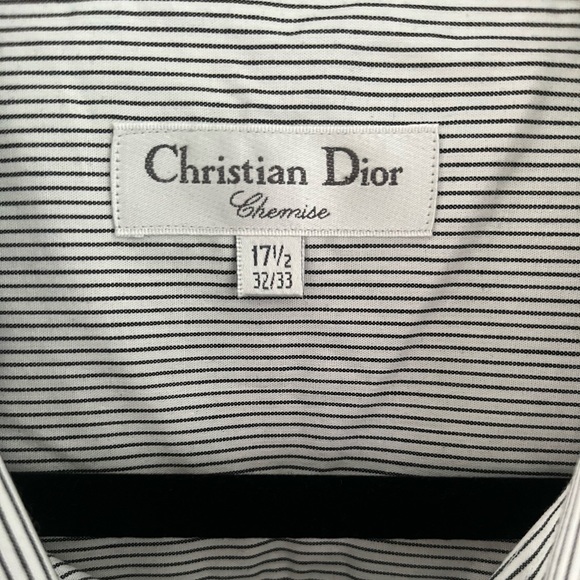 Christian Dior
Chemise
17½
32/33